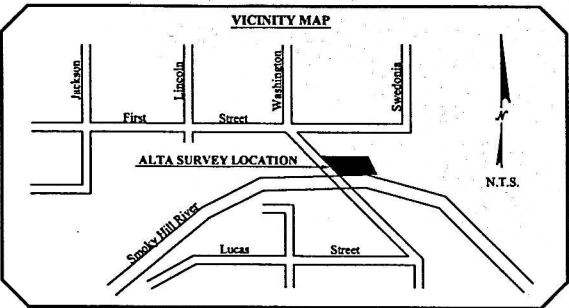 VICINITY MAP
Jackson
Lincoln
Washington
Swedonia
First Street
N
ALTA SURVEY LOCATION
N.T.S.
Smoky Hill River
Lucas Street